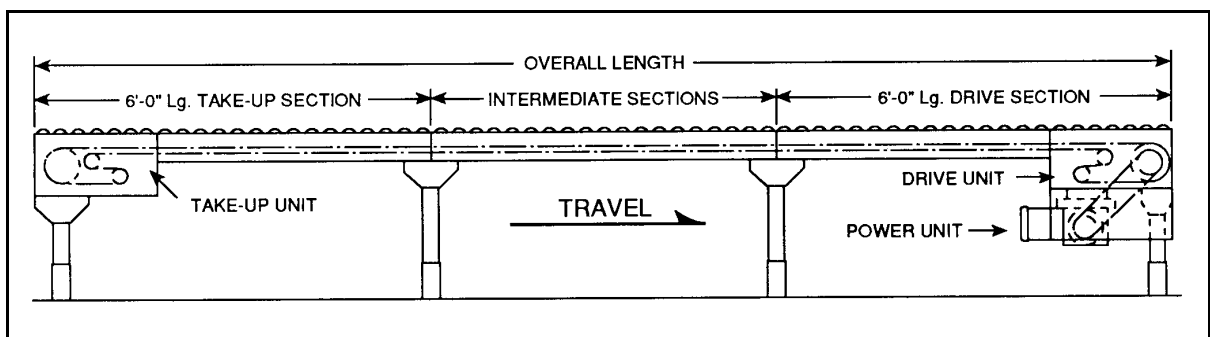 OVERALL LENGTH
6'-0" Lg. TAKE-UP SECTION
INTERMEDIATE SECTIONS
6'-0" Lg. DRIVE SECTION
DRIVE UNIT
TAKE-UP UNIT
TRAVEL
POWER UNIT